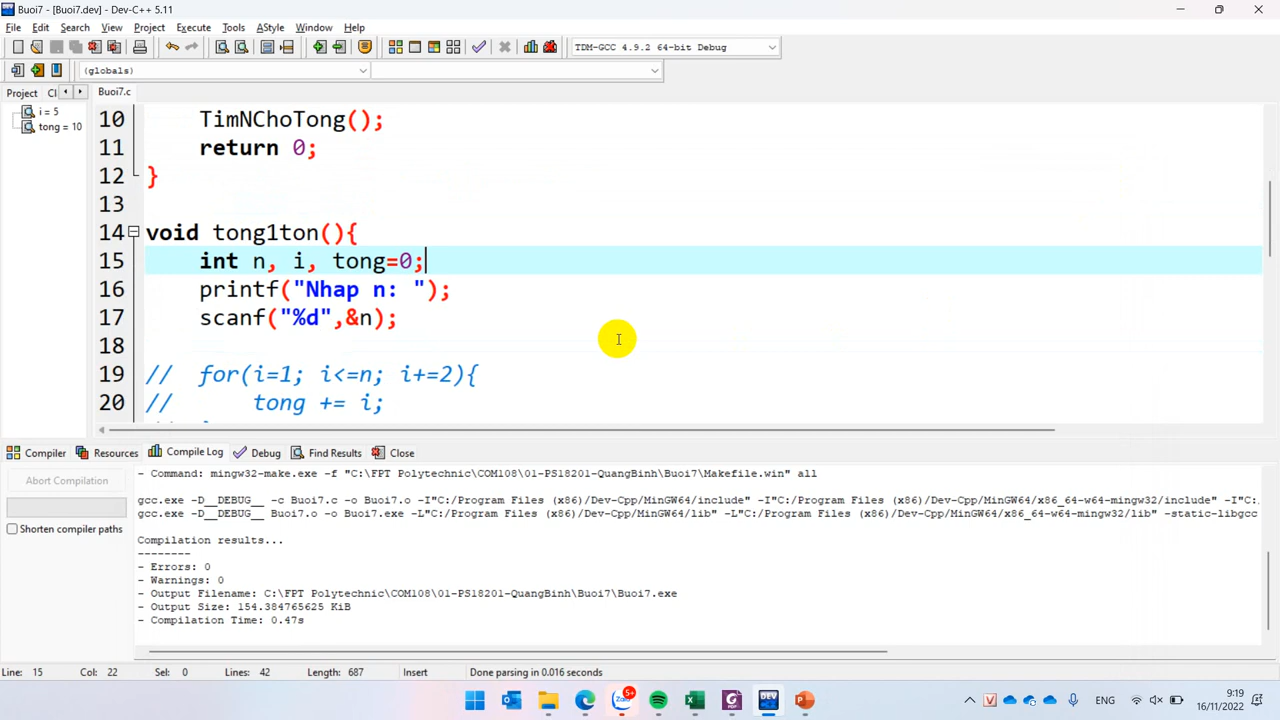 Buoi7 - [Buoi7.dev] - Dev-C++ 5.11
File Edit Search View Project Execute Tools AStyle Window Help
TDM-GCC 4.9.2 64-bit Debug
(globals)
Project Cl
Buoi7.c
i = 5
tong = 10
10 TimNChoTong();
11 return 0;
12 }
13
14 void tong1ton(){
15 int n, i, tong=0;
16 printf("Nhap n: ");
17 scanf("%d",&n);
18
19 // for(i=1; i<=n; i+=2){
20 // tong += i;
Compiler Resources Compile Log Debug Find Results Close
Abort Compilation
Shorten compiler paths
- Command: mingw32-make.exe -f "C:\FPT Polytechnic\COM108\01-PS18201-QuangBinh\Buoi7\Makefile.win" all
gcc.exe -D__DEBUG__ -c Buoi7.c -o Buoi7.o -I"C:/Program Files (x86)/Dev-Cpp/MinGW64/include" -I"C:/Program Files (x86)/Dev-Cpp/MinGW64/x86_64-w64-mingw32/include" -I"C:
gcc.exe -D__DEBUG__ Buoi7.o -o Buoi7.exe -L"C:/Program Files (x86)/Dev-Cpp/MinGW64/lib" -L"C:/Program Files (x86)/Dev-Cpp/MinGW64/x86_64-w64-mingw32/lib" -static-libgcc
Compilation results...
--------
- Errors: 0
- Warnings: 0
- Output Filename: C:\FPT Polytechnic\COM108\01-PS18201-QuangBinh\Buoi7\Buoi7.exe
- Output Size: 154.384765625 KiB
- Compilation Time: 0.47s
Line: 15 Col: 22 Sel: 0 Lines: 42 Length: 687 Insert Done parsing in 0.016 seconds
Zalo 5+ DEV ENG 9:19
16/11/2022